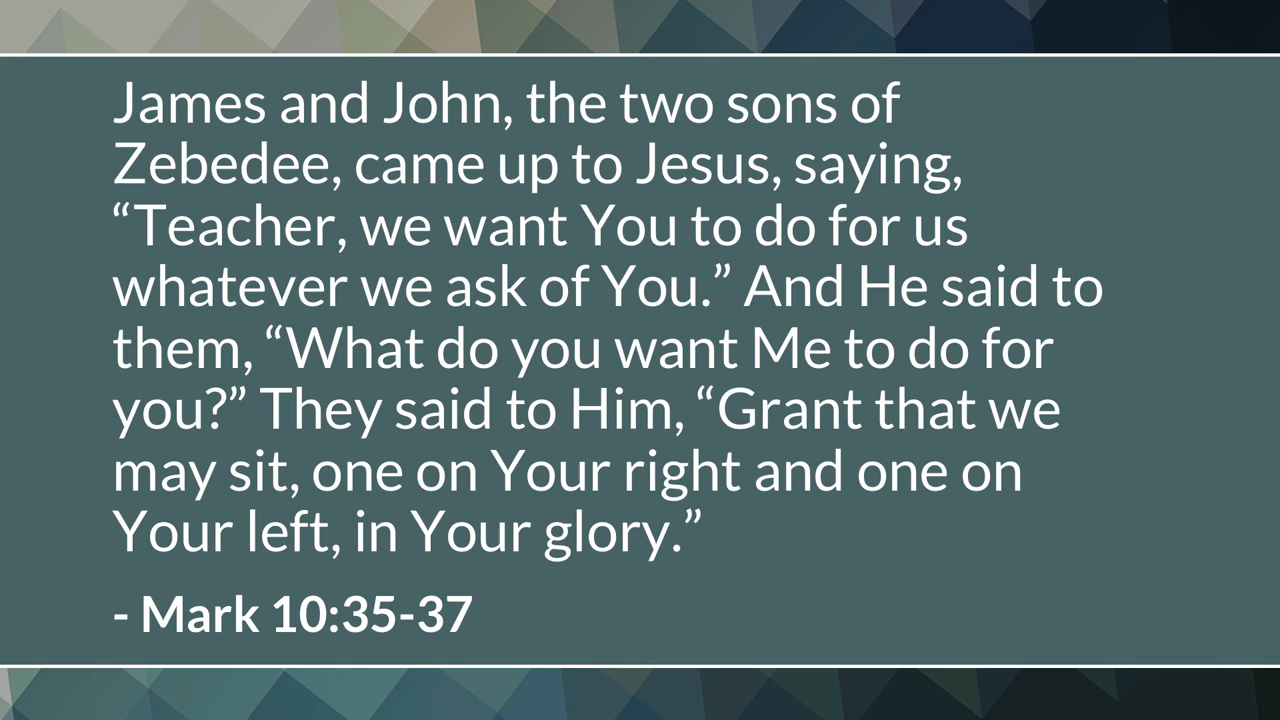 James and John, the two sons of
Zebedee, came up to Jesus, saying,
“Teacher, we want You to do for us
whatever we ask of You.” And He said to
them, “What do you want Me to do for
you?” They said to Him, “Grant that we
may sit, one on Your right and one on
Your left, in Your glory.”
- Mark 10:35-37